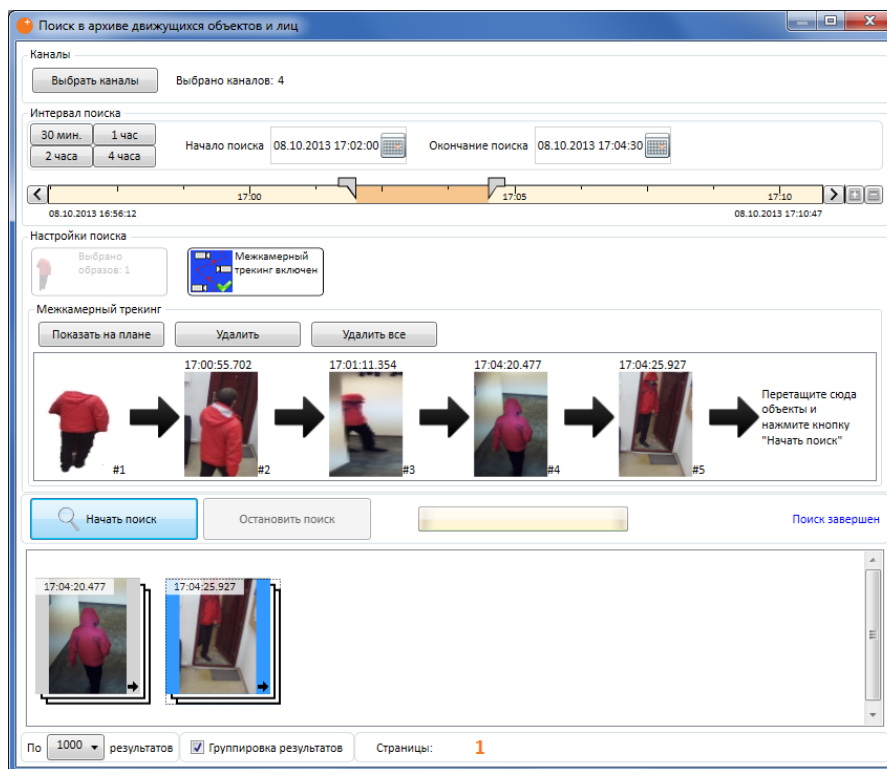 Поиск в архиве движущихся объектов и лиц
Каналы
Выбрать каналы
Выбрано каналов: 4
Интервал поиска
30 мин.
1 час
2 часа
4 часа
Начало поиска
08.10.2013 17:02:00
Окончание поиска
08.10.2013 17:04:30
17:00
17:05
17:10
08.10.2013 16:56:12
08.10.2013 17:10:47
Настройки поиска
Выбрано
образов: 1
Межкамерный
трекинг включен
Межкамерный трекинг
Показать на плане
Удалить
Удалить все
17:00:55.702
17:01:11.354
17:04:20.477
17:04:25.927
#1
#2
#3
#4
#5
Перетащите сюда
объекты и
нажмите кнопку
"Начать поиск"
Начать поиск
Остановить поиск
Поиск завершен
17:04:20.477
17:04:25.927
По
1000
результатов
Группировка результатов
Страницы:
1